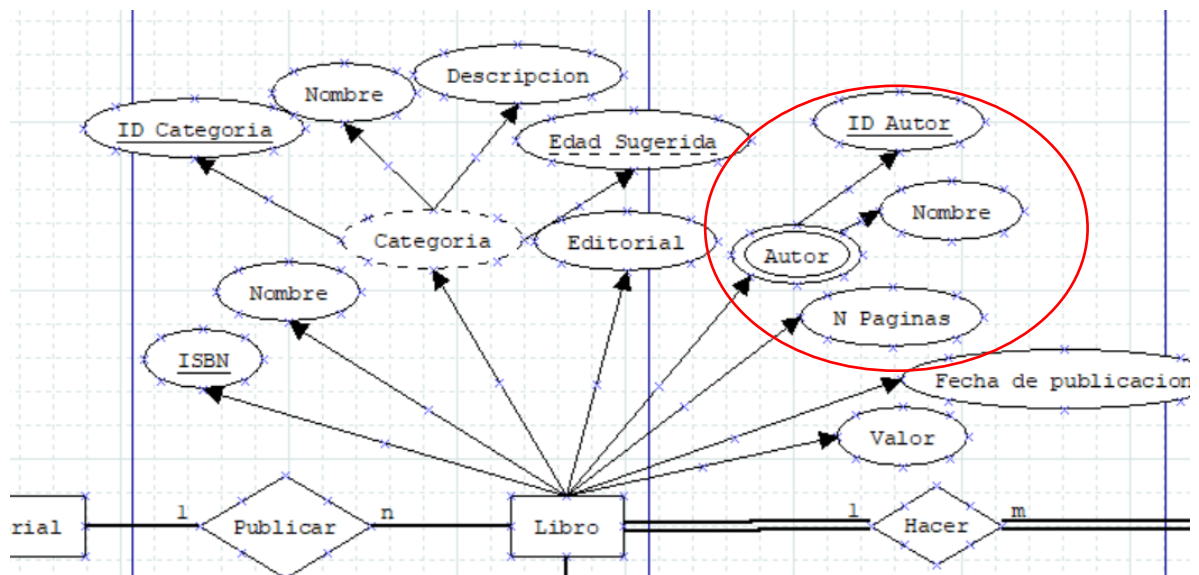 Descripcion
Nombre
ID Categoria
Edad Sugerida
ID Autor
Nombre
Categoria
Editorial
Autor
Nombre
N Paginas
ISBN
Fecha de publicacion
Valor
rial
1
Publicar
n
Libro
1
Hacer
m